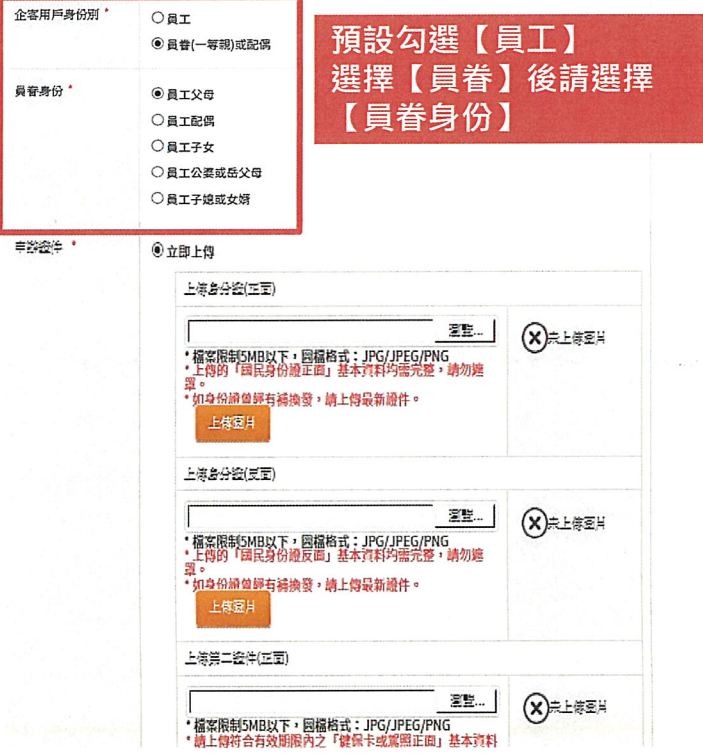 企客用戶身份別 *
○員工
◉員眷(一等親)或配偶
預設勾選【員工】
選擇【員眷】後請選擇
【員眷身份】
員眷身份 *
◉員工父母
○員工配偶
○員工子女
○員工公婆或岳父母
○員工子媳或女婿
申辦證件 *
◉立即上傳
上傳身分證(正面)
瀏覽...
未上傳圖片
* 檔案限制5MB以下，圖檔格式：JPG/JPEG/PNG
* 上傳的「國民身份證正面」基本資料均需完整，請勿遮
罩。
* 如身份證曾經有補換發，請上傳最新證件。
上傳圖片
上傳身分證(反面)
瀏覽...
未上傳圖片
* 檔案限制5MB以下，圖檔格式：JPG/JPEG/PNG
* 上傳的「國民身份證反面」基本資料均需完整，請勿遮
罩。
* 如身份證曾經有補換發，請上傳最新證件。
上傳圖片
上傳第二證件(正面)
瀏覽...
未上傳圖片
* 檔案限制5MB以下，圖檔格式：JPG/JPEG/PNG
* 請上傳符合有效期限內之「健保卡或駕照正面」基本資料